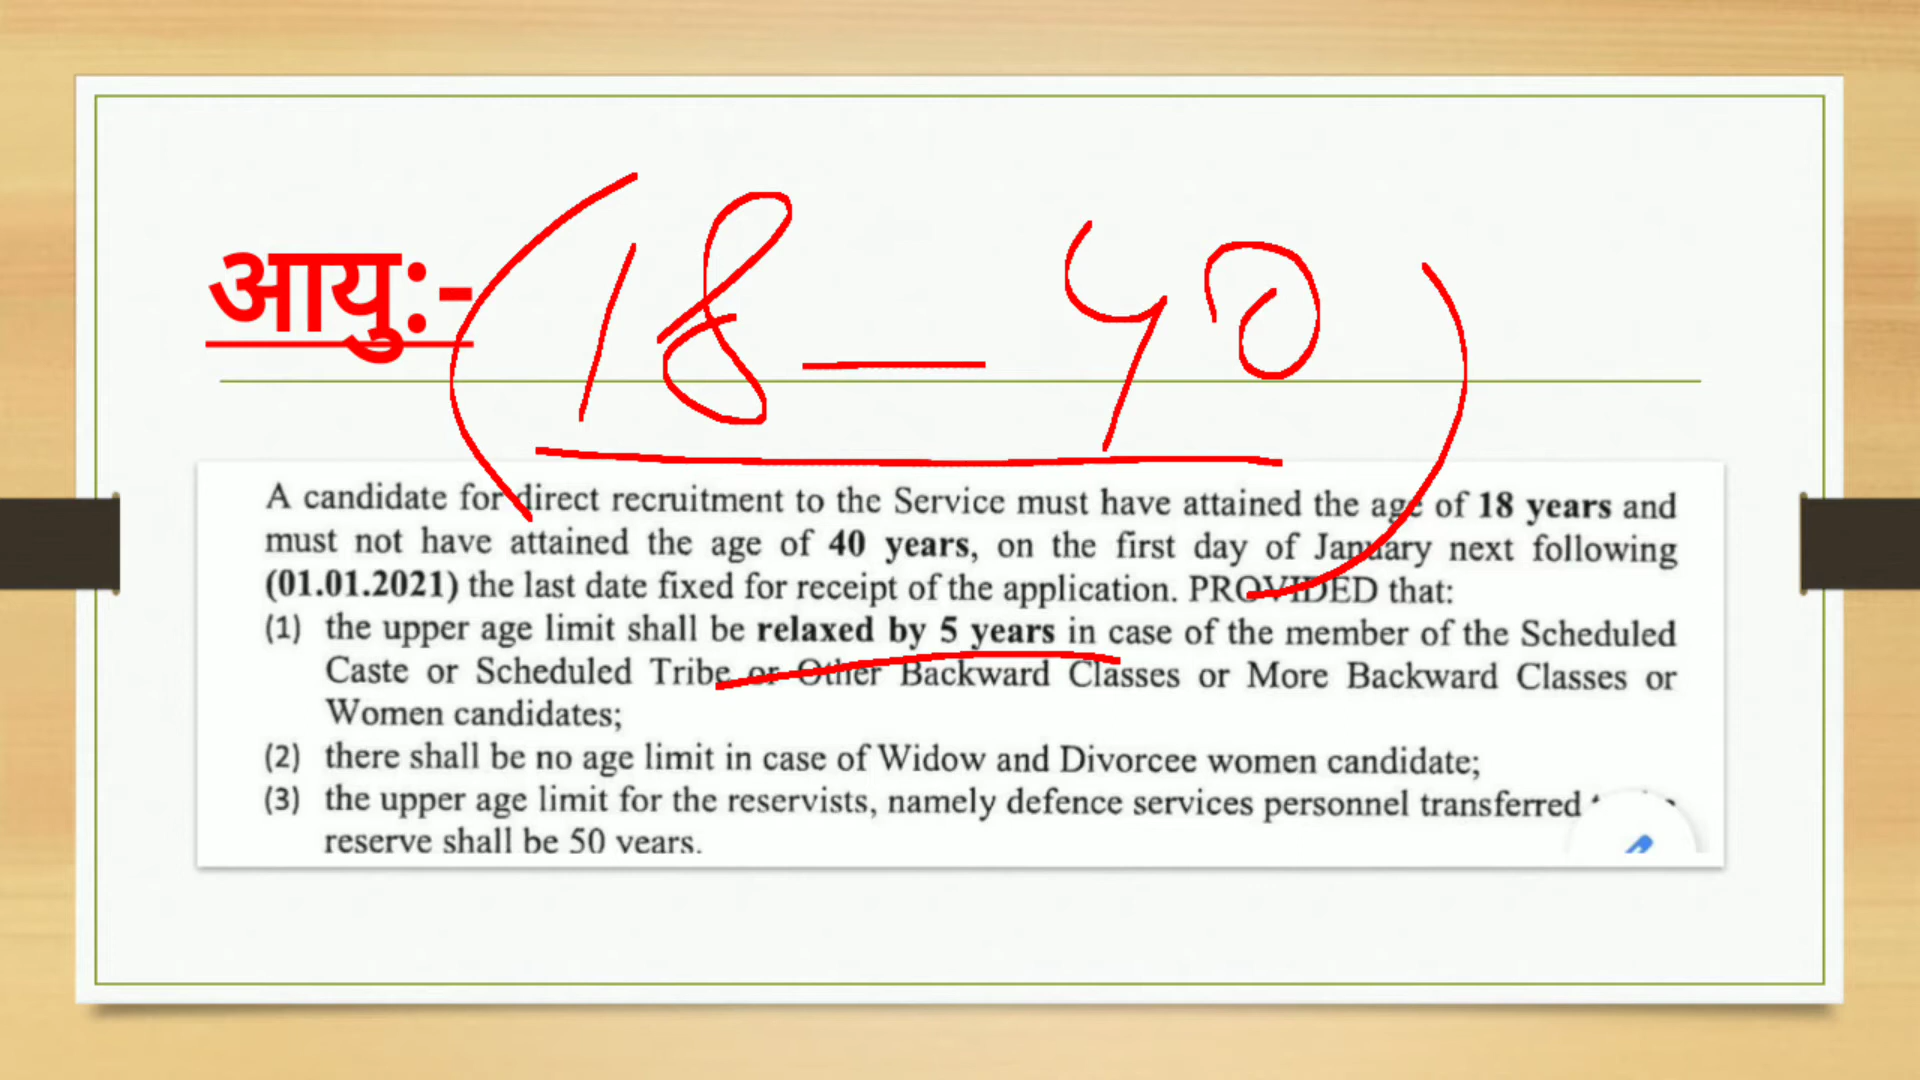 आयु:-
(18 — 40)
A candidate for direct recruitment to the Service must have attained the age of 18 years and
must not have attained the age of 40 years, on the first day of January next following
(01.01.2021) the last date fixed for receipt of the application. PROVIDED that:
(1) the upper age limit shall be relaxed by 5 years in case of the member of the Scheduled
Caste or Scheduled Tribe or Other Backward Classes or More Backward Classes or
Women candidates;
(2) there shall be no age limit in case of Widow and Divorcee women candidate;
(3) the upper age limit for the reservists, namely defence services personnel transferred
reserve shall be 50 years.